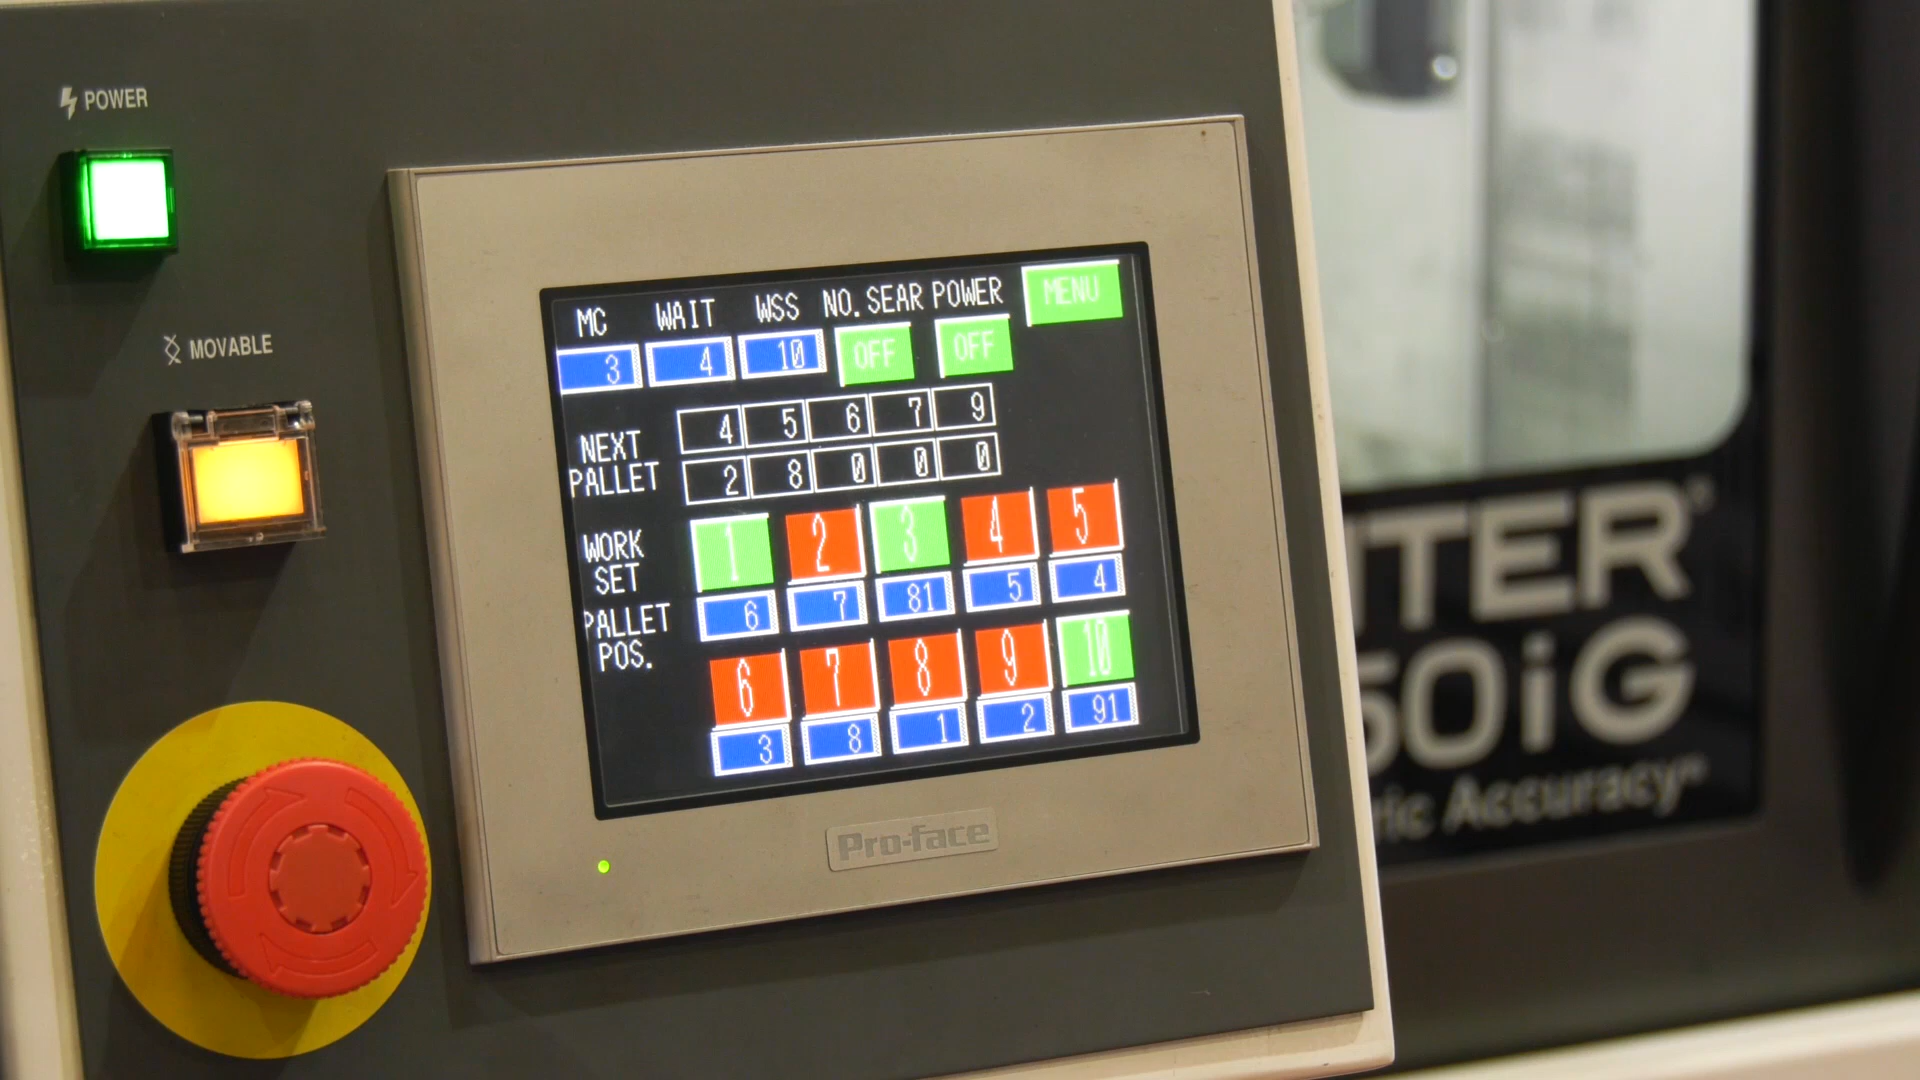 POWER
MOVABLE
MC WAIT WSS NO. SEAR POWER MENU
3 4 10 OFF OFF
NEXT PALLET
4 5 6 7 9
2 8 0 0 0
WORK SET
1 2 3 4 5
PALLET POS.
6 7 81 5 4
6 7 8 9 10
3 8 1 2 91
Pro-face
50iG
Accuracy